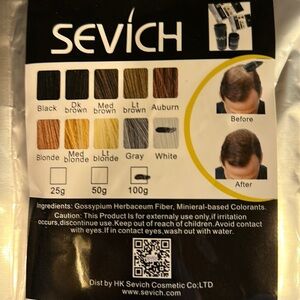 SEVICH
Black
Dk brown
Med brown
Lt brown
Auburn
Blonde
Med blonde
Lt blonde
Gray
White
Before
After
25g
50g
100g
Ingredients: Gossypium Herbaceum Fiber, Minieral-based Colorants.
Caution: This Product Is for externaly use only,if irritation
occurs,discontinue use.Keep out of reach of children.Avoid contact
with eyes.If in contact eyes,wash out with water.
Dist by HK Sevich Cosmetic Co;LTD
www.sevich.com